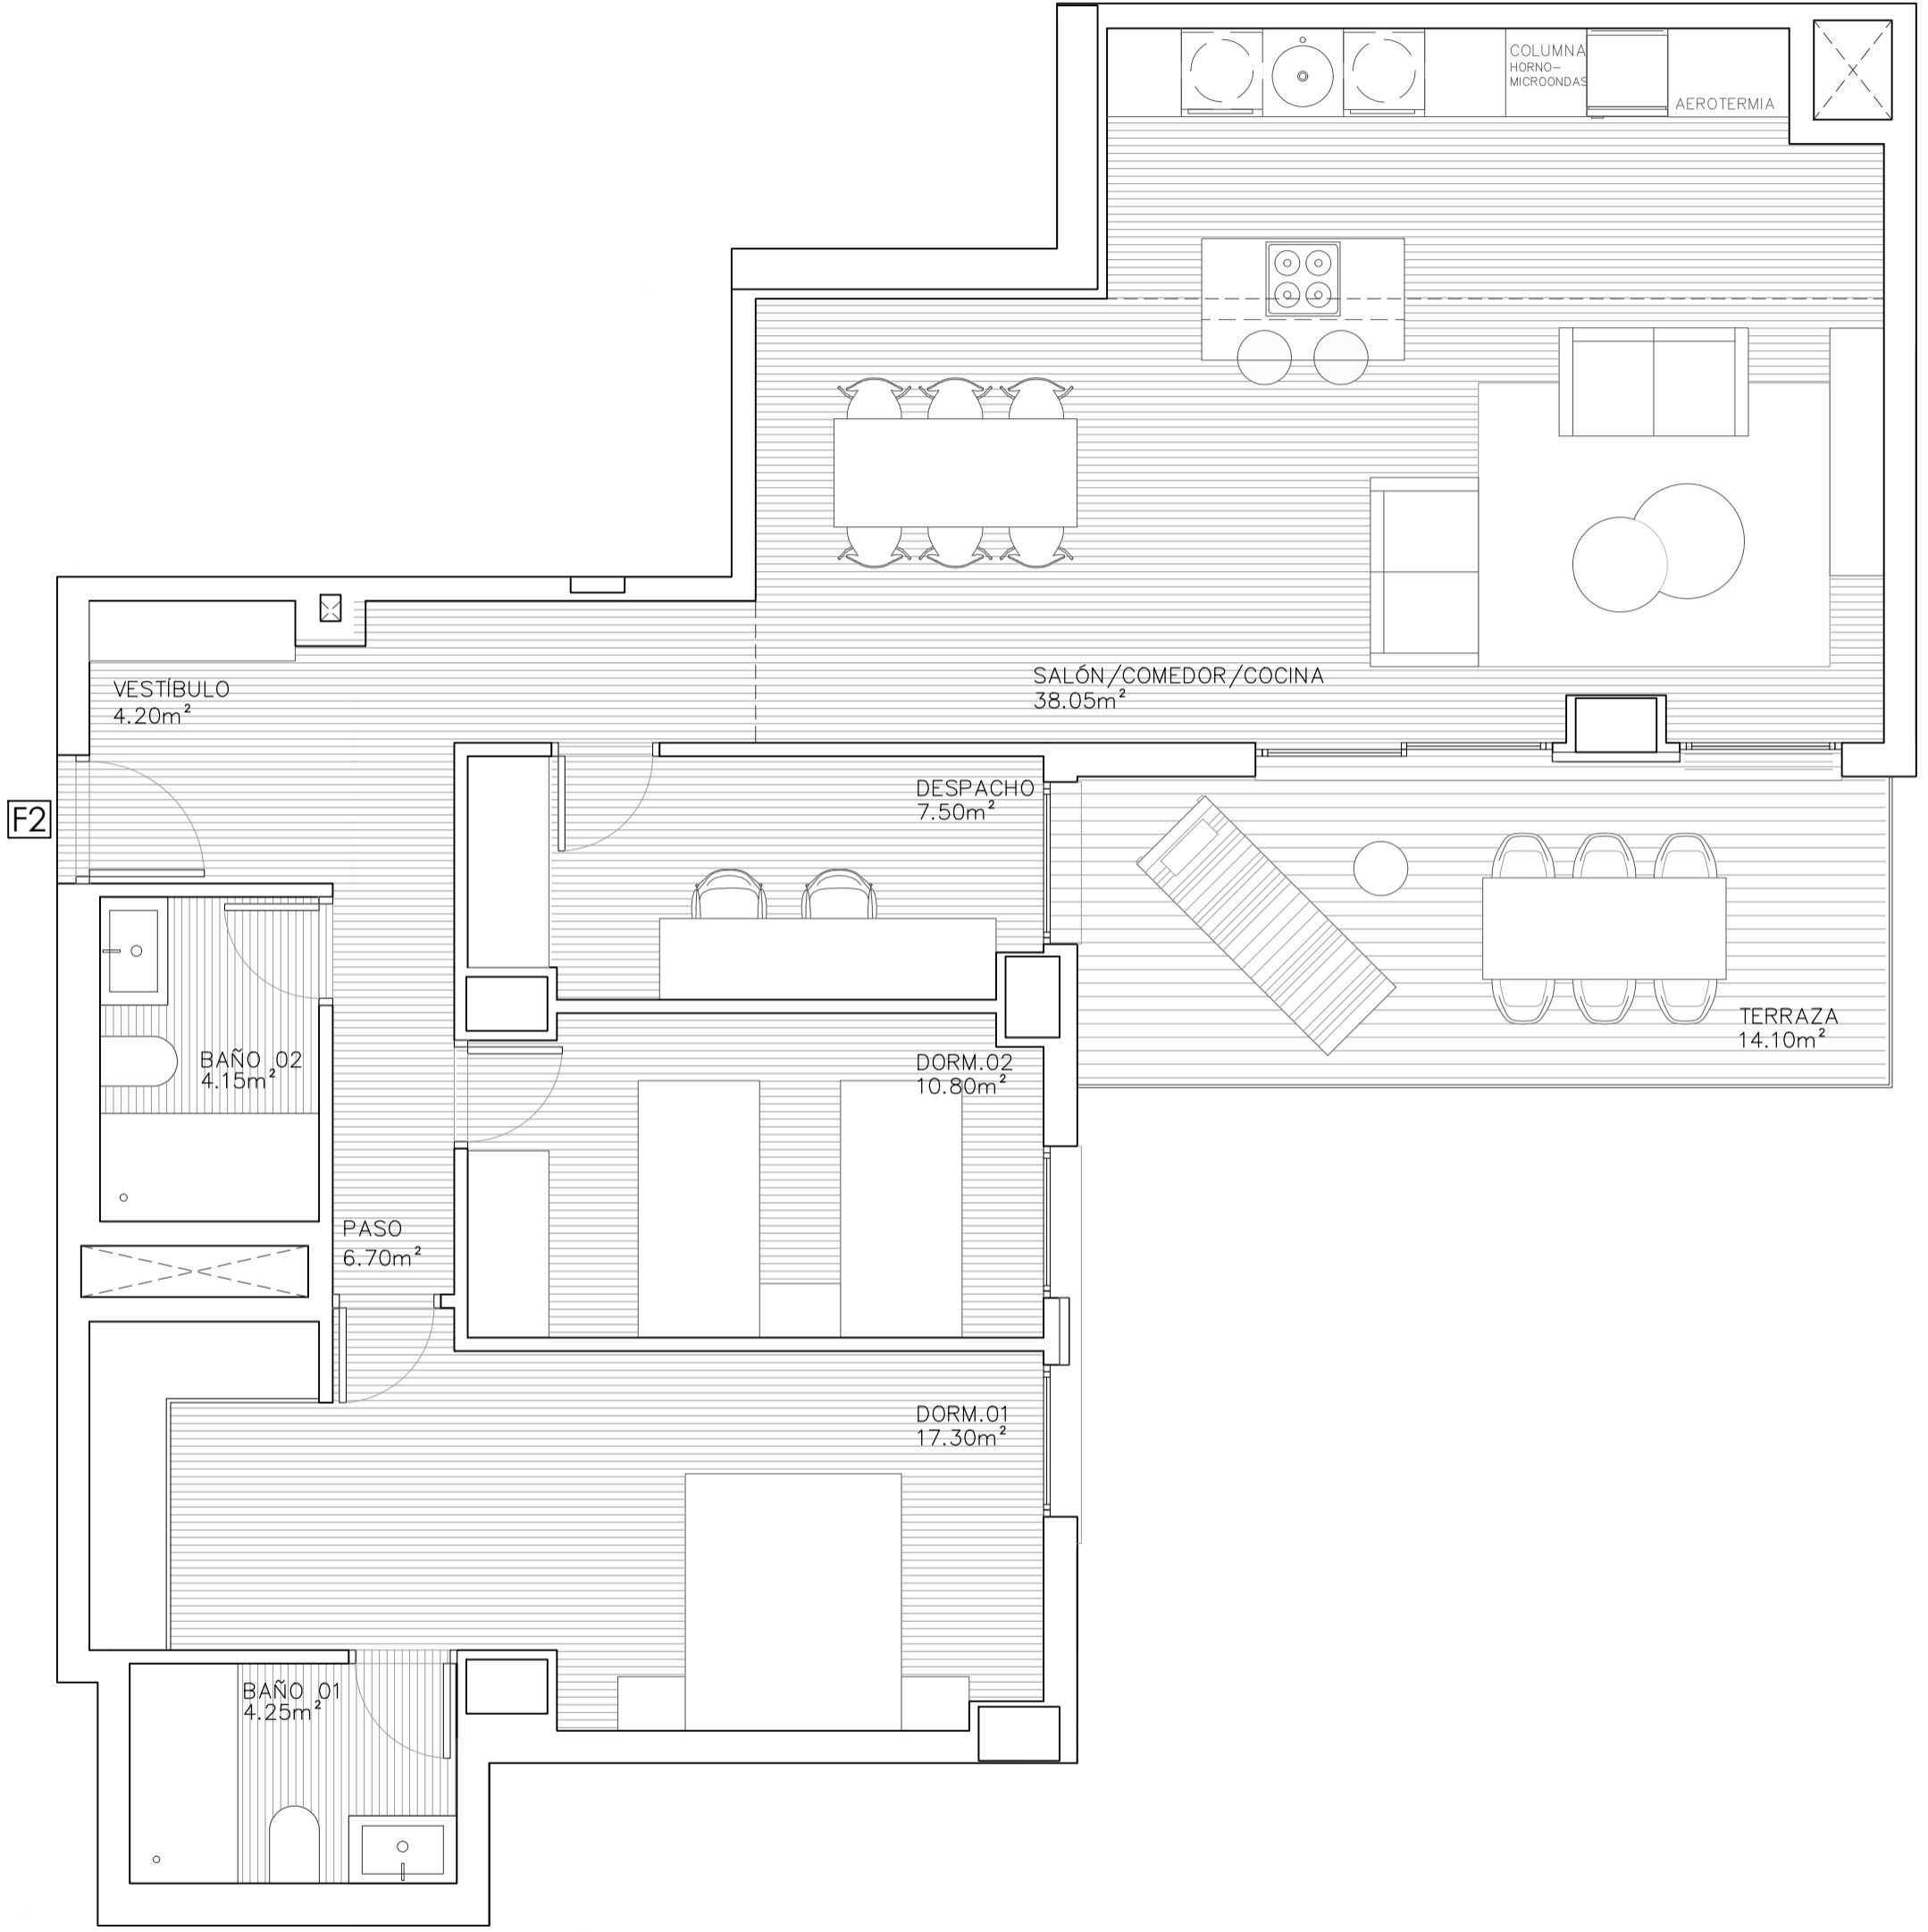 COLUMNA
HORNO-
MICROONDAS
AEROTERMIA
VESTÍBULO
4.20m²
SALÓN/COMEDOR/COCINA
38.05m²
F2
DESPACHO
7.50m²
TERRAZA
14.10m²
BAÑO 02
4.15m²
DORM.02
10.80m²
PASO
6.70m²
DORM.01
17.30m²
BAÑO 01
4.25m²